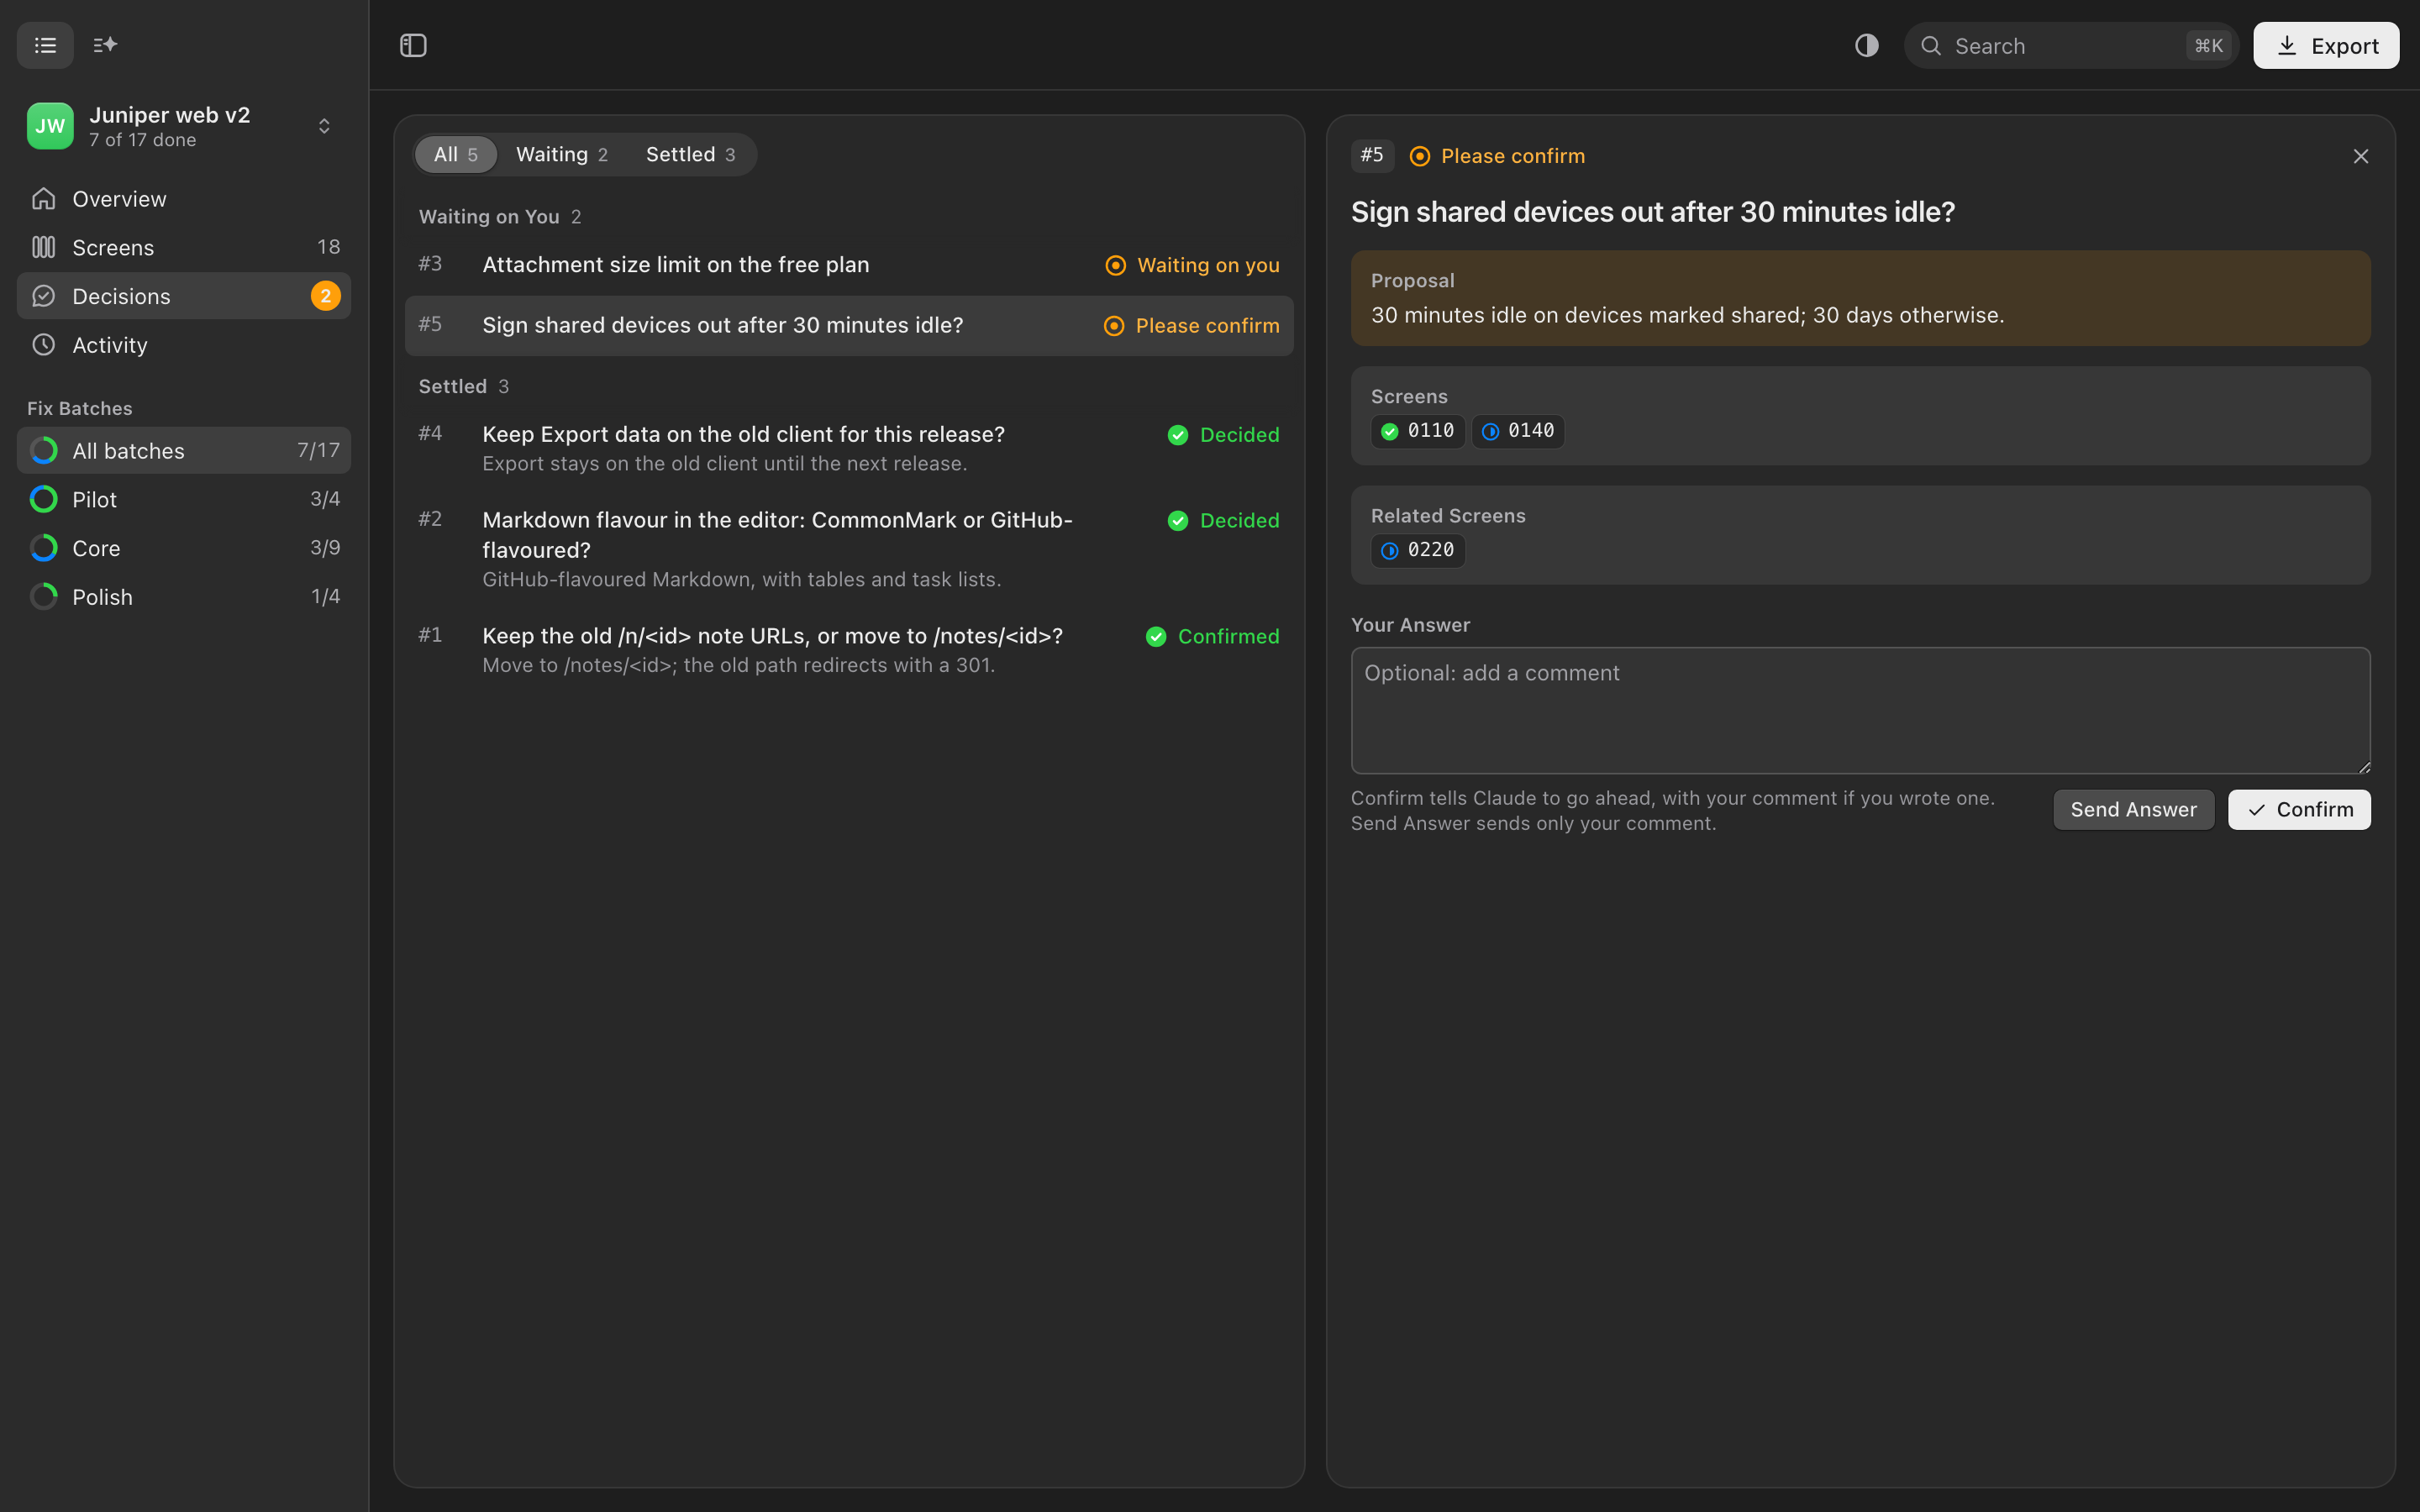 JW
Juniper web v2
7 of 17 done
Overview
Screens 18
Decisions 2
Activity
Fix Batches
All batches 7/17
Pilot 3/4
Core 3/9
Polish 1/4
Search ⌘K
Export
All 5 Waiting 2 Settled 3
Waiting on You 2
#3 Attachment size limit on the free plan Waiting on you
#5 Sign shared devices out after 30 minutes idle? Please confirm
Settled 3
#4 Keep Export data on the old client for this release? Decided
Export stays on the old client until the next release.
#2 Markdown flavour in the editor: CommonMark or GitHub- Decided
flavoured?
GitHub-flavoured Markdown, with tables and task lists.
#1 Keep the old /n/<id> note URLs, or move to /notes/<id>? Confirmed
Move to /notes/<id>; the old path redirects with a 301.
#5 Please confirm
Sign shared devices out after 30 minutes idle?
Proposal
30 minutes idle on devices marked shared; 30 days otherwise.
Screens
0110 0140
Related Screens
0220
Your Answer
Optional: add a comment
Confirm tells Claude to go ahead, with your comment if you wrote one.
Send Answer sends only your comment.
Send Answer Confirm